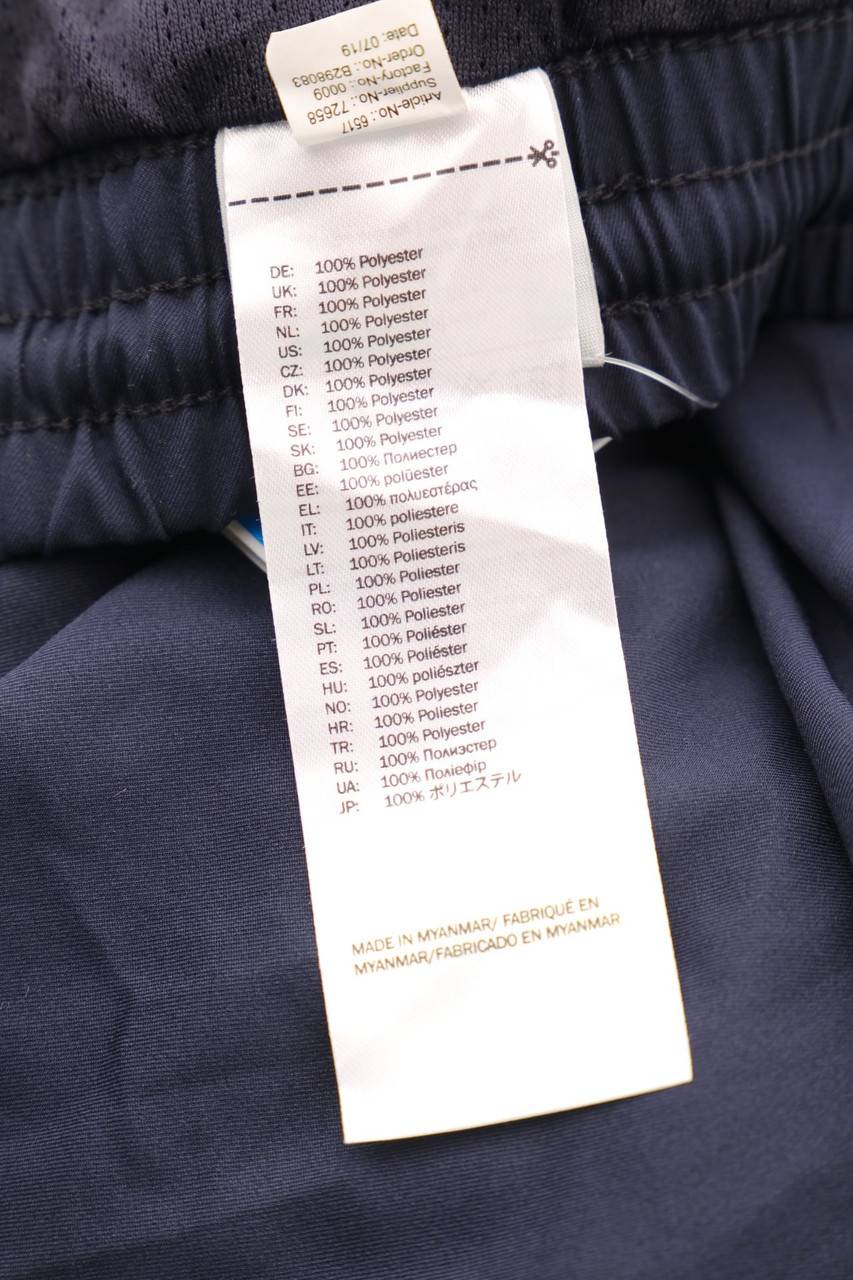 Article-No.: 6517
Supplier-No.: 72658
Factory-No.: 0009
Order-No.: B298083
Date: 07/19
DE: 100% Polyester
UK: 100% Polyester
FR: 100% Polyester
NL: 100% Polyester
US: 100% Polyester
CZ: 100% Polyester
DK: 100% Polyester
FI: 100% Polyester
SE: 100% Polyester
SK: 100% Polyester
BG: 100% Полиестер
EE: 100% polüester
EL: 100% πολυεστέρας
IT: 100% poliestere
LV: 100% Poliesteris
LT: 100% Poliesteris
PL: 100% Poliester
RO: 100% Poliester
SL: 100% Poliester
PT: 100% Poliéster
ES: 100% Poliéster
HU: 100% poliészter
NO: 100% Polyester
HR: 100% Poliester
TR: 100% Polyester
RU: 100% Полиэстер
UA: 100% Поліефір
JP: 100% ポリエステル
MADE IN MYANMAR/ FABRIQUÉ EN
MYANMAR/FABRICADO EN MYANMAR